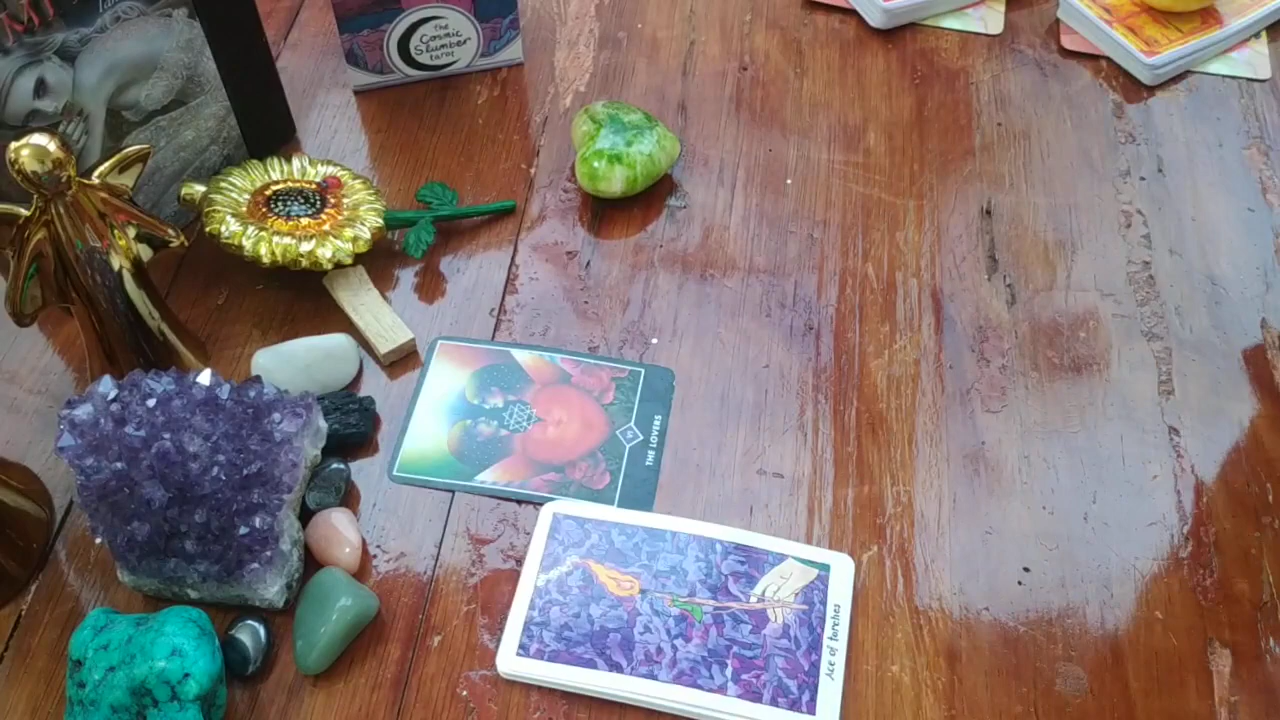 the
Cosmic
Slumber
tarot
THE LOVERS
Ace of torches